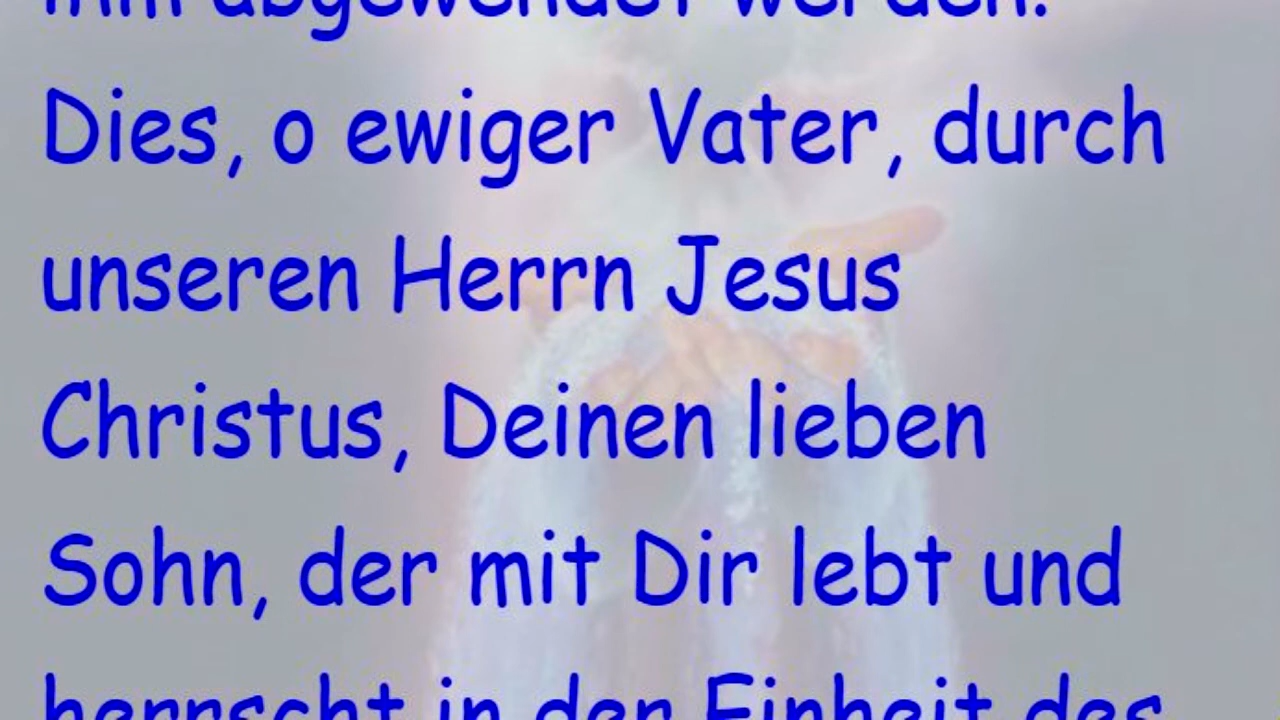 ihm abgewendet werden.
Dies, o ewiger Vater, durch
unseren Herrn Jesus
Christus, Deinen lieben
Sohn, der mit Dir lebt und
herrscht in der Einheit des